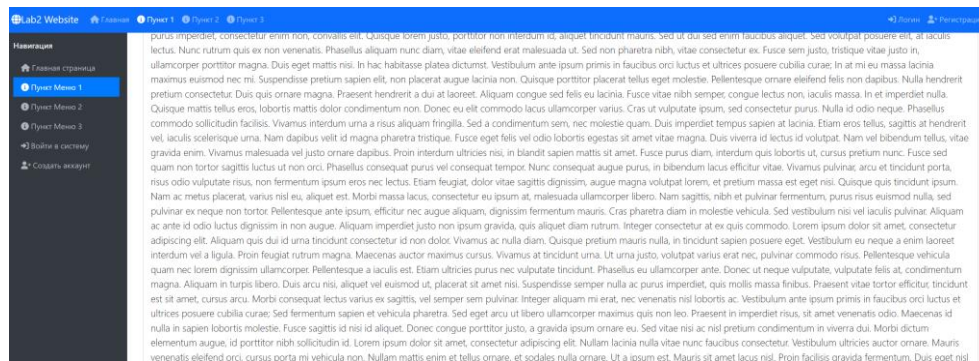 Lab2 Website Главная Пункт 1 Пункт 2 Пункт 3 Логин Регистрация
Навигация
Главная страница
Пункт Меню 1
Пункт Меню 2
Пункт Меню 3
Войти в систему
Создать аккаунт
purus imperdiet, consectetur enim non, convallis elit. Quisque lorem justo, porttitor non interdum id, aliquet tincidunt mauris. Sed ut dui sed enim faucibus aliquet. Sed volutpat posuere elit, at iaculis
lectus. Nunc rutrum quis ex non venenatis. Phasellus aliquam nunc diam, vitae eleifend erat malesuada ut. Sed non pharetra nibh, vitae consectetur ex. Fusce sem justo, tristique vitae justo in,
ullamcorper porttitor magna. Duis eget mattis nisi. In hac habitasse platea dictumst. Vestibulum ante ipsum primis in faucibus orci luctus et ultrices posuere cubilia curae; In at mi eu massa lacinia
maximus euismod nec mi. Suspendisse pretium sapien elit, non placerat augue lacinia non. Quisque porttitor placerat tellus eget molestie. Pellentesque ornare eleifend felis non dapibus. Nulla hendrerit
pretium consectetur. Duis quis ornare magna. Praesent hendrerit a dui at laoreet. Aliquam congue sed felis eu lacinia. Fusce vitae nibh semper, congue lectus non, iaculis massa. In et imperdiet nulla.
Quisque mattis tellus eros, lobortis mattis dolor condimentum non. Donec eu elit commodo lacus ullamcorper varius. Cras ut vulputate ipsum, sed consectetur purus. Nulla id odio neque. Phasellus
commodo sollicitudin facilisis. Vivamus interdum urna a risus aliquam fringilla. Sed a condimentum sem, nec molestie quam. Duis imperdiet tempus sapien at lacinia. Etiam eros tellus, sagittis at hendrerit
vel, iaculis scelerisque urna. Nam dapibus velit id magna pharetra tristique. Fusce eget felis vel odio lobortis egestas sit amet vitae magna. Duis viverra id lectus id volutpat. Nam vel bibendum tellus, vitae
gravida enim. Vivamus malesuada vel justo ornare dapibus. Proin interdum ultricies nisi, in blandit sapien mattis sit amet. Fusce purus diam, interdum quis lobortis ut, cursus pretium nunc. Fusce sed
quam non tortor sagittis luctus ut non orci. Phasellus consequat purus vel consequat tempor. Nunc consequat augue purus, in bibendum lacus efficitur vitae. Vivamus pulvinar, arcu et tincidunt porta,
risus odio vulputate risus, non fermentum ipsum eros nec lectus. Etiam feugiat, dolor vitae sagittis dignissim, augue magna volutpat lorem, et pretium massa est eget nisi. Quisque quis tincidunt ipsum.
Nam ac metus placerat, varius nisl eu, aliquet est. Morbi massa lacus, consectetur eu ipsum at, malesuada ullamcorper libero. Nam sagittis, nibh et pulvinar fermentum, purus risus euismod nulla, sed
pulvinar ex neque non tortor. Pellentesque ante ipsum, efficitur nec augue aliquam, dignissim fermentum mauris. Cras pharetra diam in molestie vehicula. Sed vestibulum nisi vel iaculis pulvinar. Aliquam
ac ante id odio luctus dignissim in non augue. Aliquam imperdiet justo non ipsum gravida, quis aliquet diam rutrum. Integer consectetur at ex quis commodo. Lorem ipsum dolor sit amet, consectetur
adipiscing elit. Aliquam quis dui id urna tincidunt consectetur id non dolor. Vivamus ac nulla diam. Quisque pretium mauris nulla, in tincidunt sapien posuere eget. Vestibulum eu neque a enim laoreet
interdum vel a ligula. Proin feugiat rutrum magna. Maecenas auctor maximus cursus. Vivamus at tincidunt urna. Ut urna justo, volutpat varius erat nec, pulvinar commodo risus. Pellentesque vehicula
quam nec lorem dignissim ullamcorper. Pellentesque a iaculis est. Etiam ultricies purus nec vulputate tincidunt. Phasellus eu ullamcorper ante. Donec ut neque vulputate, vulputate felis at, condimentum
magna. Aliquam in turpis libero. Duis arcu nisi, aliquet vel euismod ut, placerat sit amet nisi. Suspendisse semper nulla ac purus imperdiet, quis mollis massa finibus. Praesent vitae tortor efficitur, tincidunt
est sit amet, cursus arcu. Morbi consequat lectus varius ex sagittis, vel semper sem pulvinar. Integer aliquam mi erat, nec venenatis nisl lobortis ac. Vestibulum ante ipsum primis in faucibus orci luctus et
ultrices posuere cubilia curae; Sed fermentum sapien et vehicula pharetra. Sed eget arcu ut libero ullamcorper maximus quis non leo. Praesent in imperdiet risus, sit amet venenatis odio. Maecenas id
nulla in sapien lobortis molestie. Fusce sagittis id nisi id aliquet. Donec congue porttitor justo, a gravida ipsum ornare eu. Sed vitae nisi ac nisl pretium condimentum in viverra dui. Morbi dictum
elementum augue, id porttitor nibh sollicitudin id. Lorem ipsum dolor sit amet, consectetur adipiscing elit. Nullam lacinia nulla vitae nunc faucibus consectetur. Vestibulum ultricies auctor ornare. Mauris
venenatis eleifend orci, cursus porta mi vehicula non. Nullam mattis enim et tellus ornare, et sodales nulla ornare. Ut a ipsum est. Mauris sit amet lacus nisl. Proin facilisis gravida fermentum. Duis eget nisl